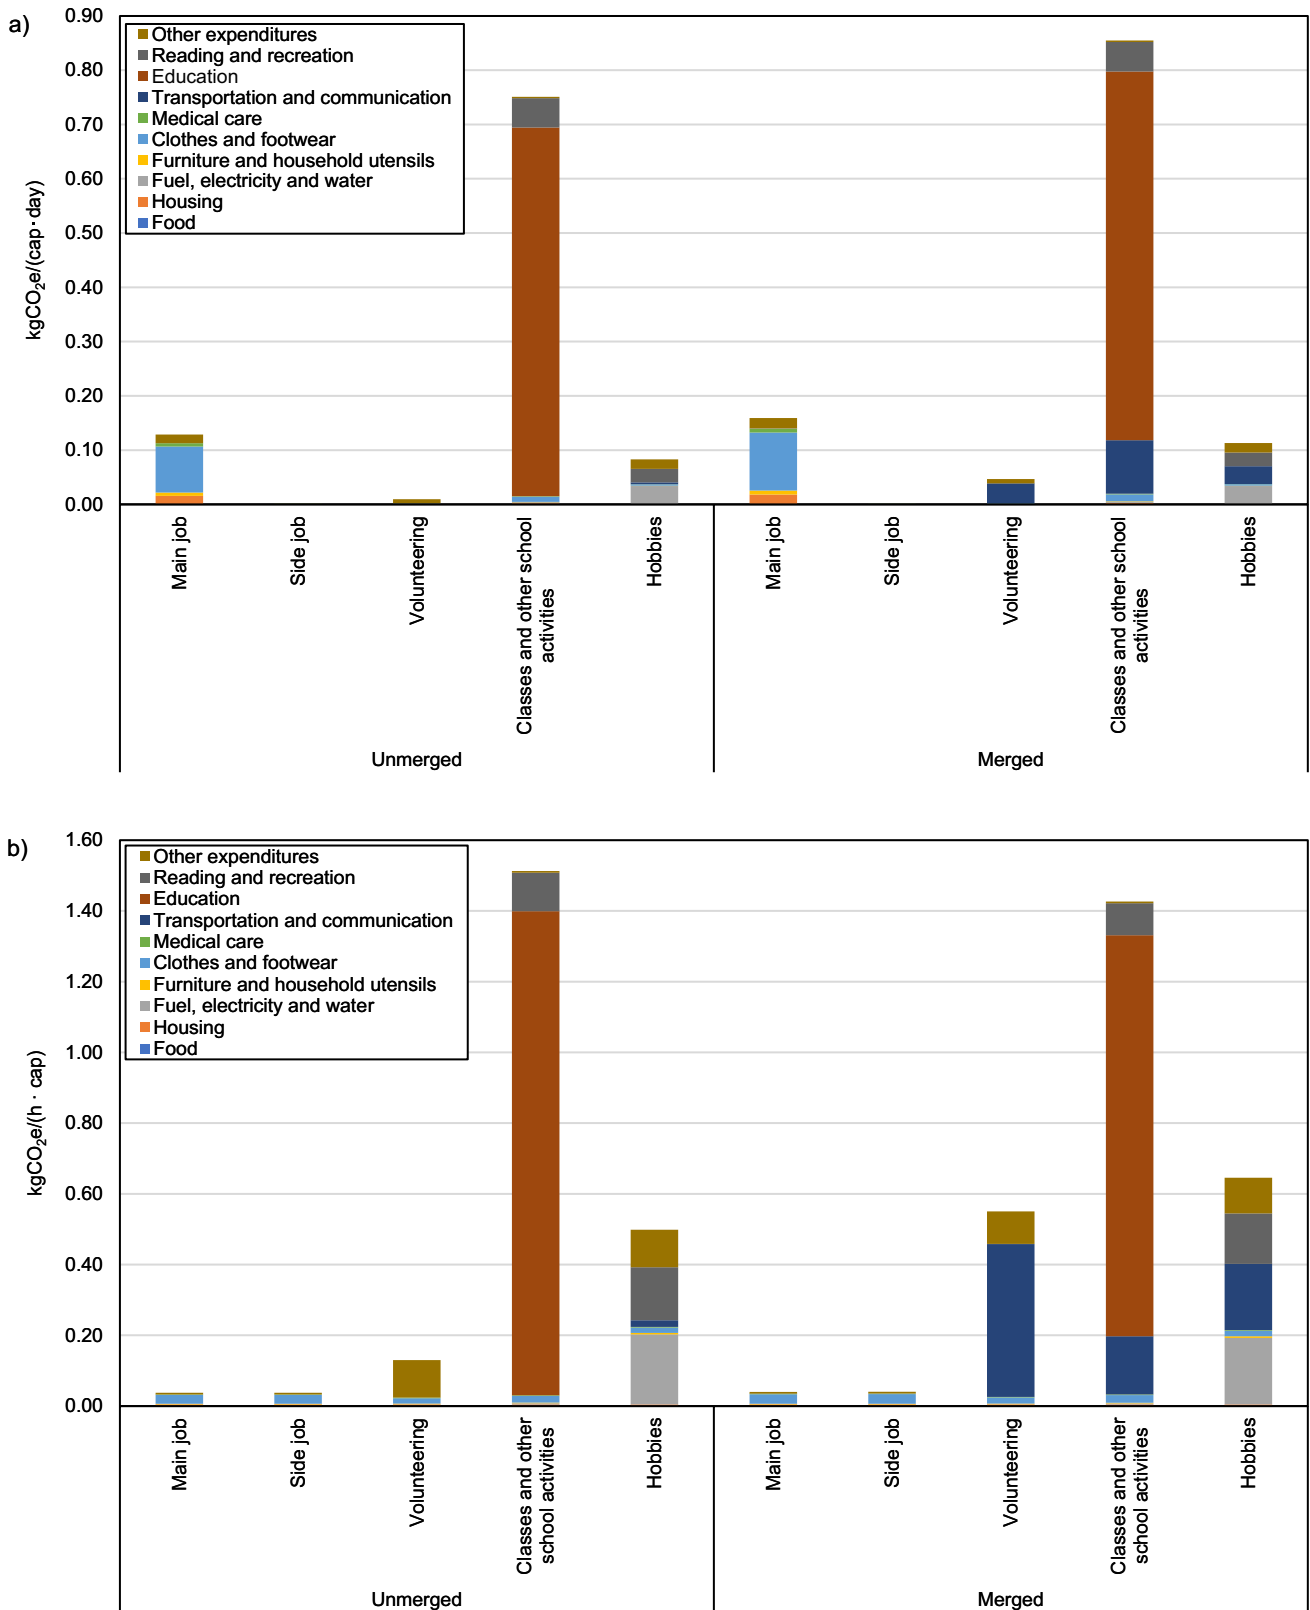 a)
0.90
0.80
0.70
0.60
0.50
0.40
0.30
0.20
0.10
0.00
kgCO₂e/(cap·day)
Other expenditures
Reading and recreation
Education
Transportation and communication
Medical care
Clothes and footwear
Furniture and household utensils
Fuel, electricity and water
Housing
Food
Main job
Side job
Volunteering
Classes and other school
activities
Hobbies
Main job
Side job
Volunteering
Classes and other school
activities
Hobbies
Unmerged
Merged
b)
1.60
1.40
1.20
1.00
0.80
0.60
0.40
0.20
0.00
kgCO₂e/(h · cap)
Other expenditures
Reading and recreation
Education
Transportation and communication
Medical care
Clothes and footwear
Furniture and household utensils
Fuel, electricity and water
Housing
Food
Main job
Side job
Volunteering
Classes and other
school activities
Hobbies
Main job
Side job
Volunteering
Classes and other
school activities
Hobbies
Unmerged
Merged